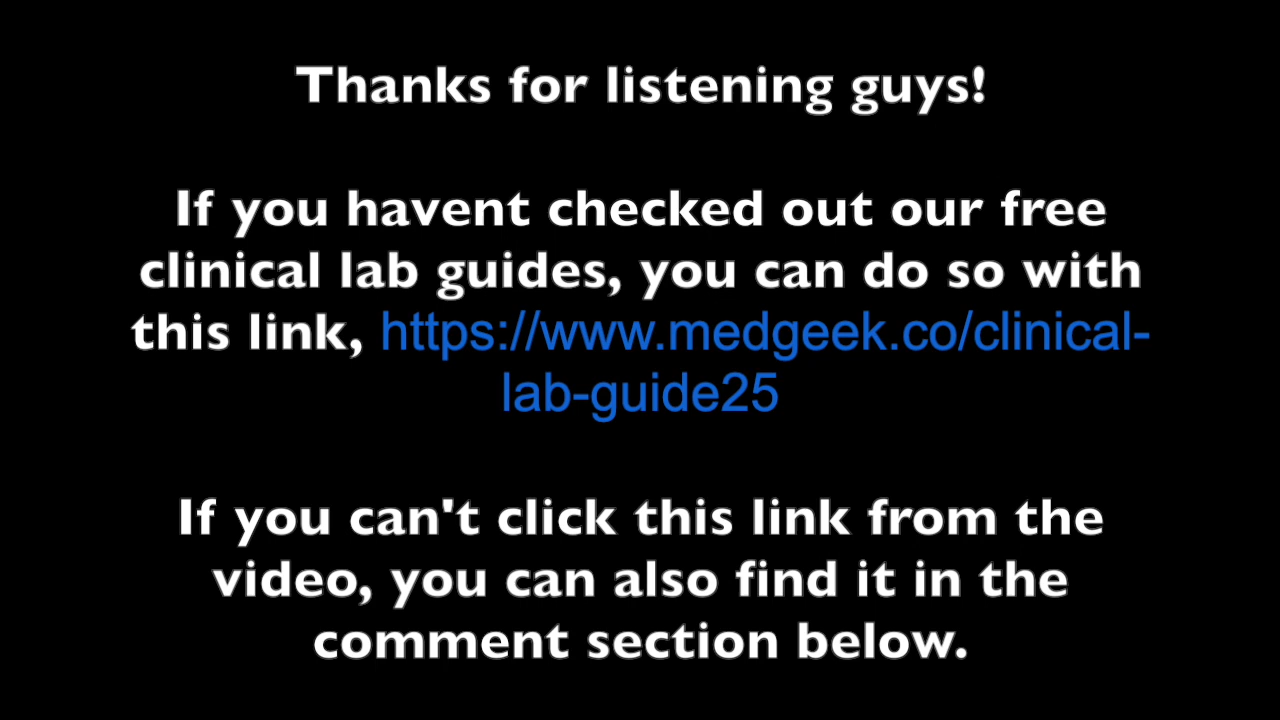 Thanks for listening guys!
If you havent checked out our free
clinical lab guides, you can do so with
this link, https://www.medgeek.co/clinical-
lab-guide25
If you can't click this link from the
video, you can also find it in the
comment section below.